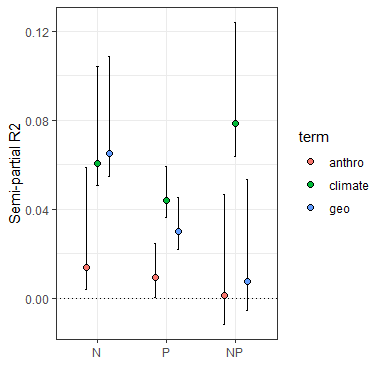 0.12
0.08
0.04
0.00
Semi-partial R2
N P NP
term
anthro
climate
geo